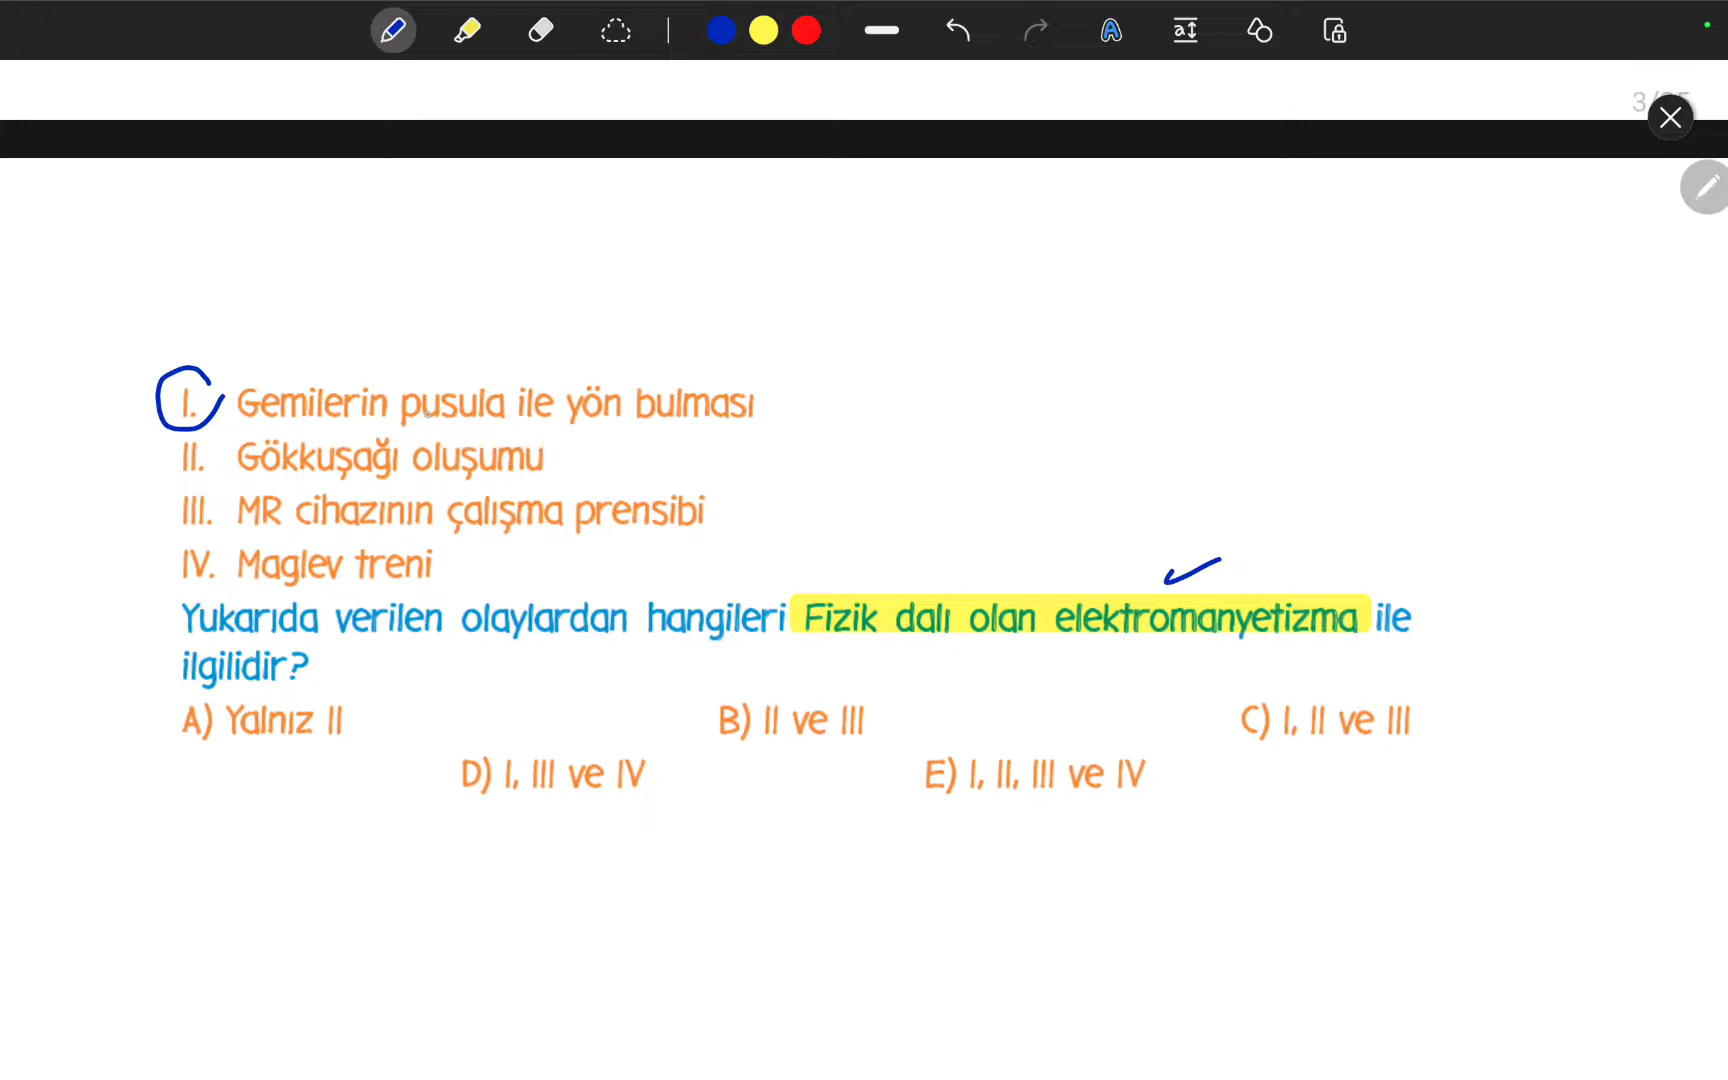 I. Gemilerin pusula ile yön bulması
II. Gökkuşağı oluşumu
III. MR cihazının çalışma prensibi
IV. Maglev treni
Yukarıda verilen olaylardan hangileri Fizik dalı olan elektromanyetizma ile
ilgilidir?
A) Yalnız II B) II ve III C) I, II ve III
D) I, III ve IV E) I, II, III ve IV